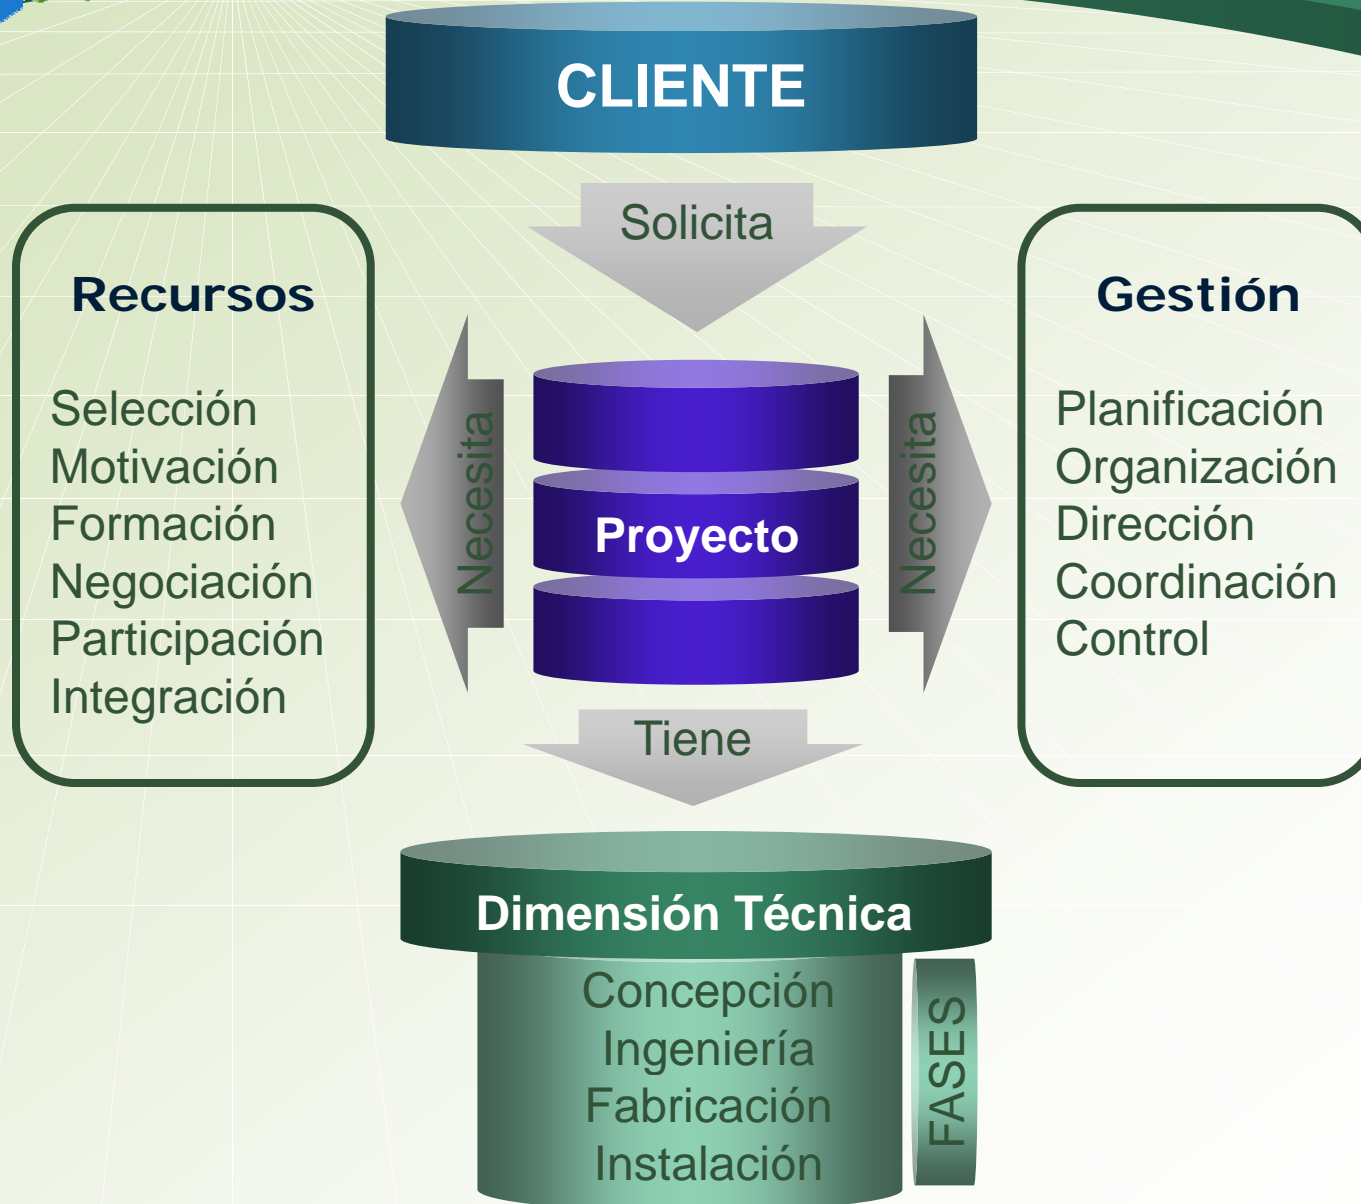 CLIENTE
Solicita
Recursos
Selección
Motivación
Formación
Negociación
Participación
Integración
Necesita
Proyecto
Necesita
Gestión
Planificación
Organización
Dirección
Coordinación
Control
Tiene
Dimensión Técnica
Concepción
Ingeniería
Fabricación
Instalación
FASES